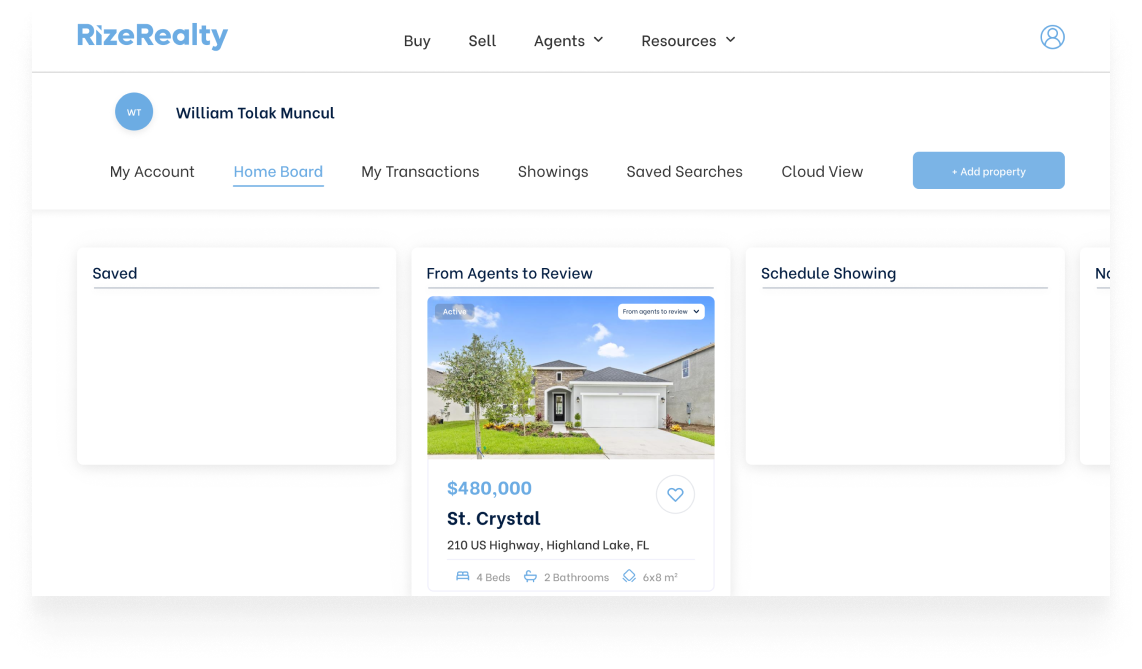 RizeRealty
Buy Sell Agents Resources
WT William Tolak Muncul
My Account Home Board My Transactions Showings Saved Searches Cloud View + Add property
Saved
From Agents to Review
Schedule Showing
Active
From agents to review
$480,000
St. Crystal
210 US Highway, Highland Lake, FL
4 Beds 2 Bathrooms 6x8 m²